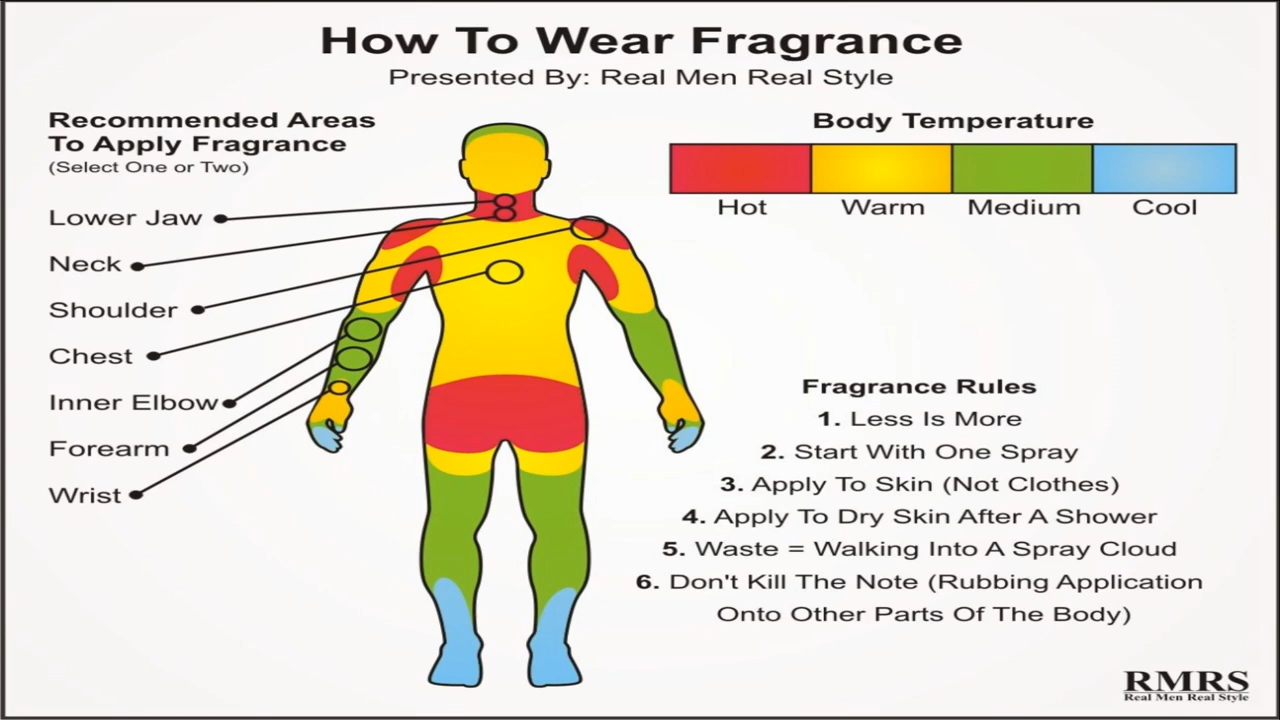 How To Wear Fragrance
Presented By: Real Men Real Style
Recommended Areas
To Apply Fragrance
(Select One or Two)
Lower Jaw
Neck
Shoulder
Chest
Inner Elbow
Forearm
Wrist
Body Temperature
Hot
Warm
Medium
Cool
Fragrance Rules
1. Less Is More
2. Start With One Spray
3. Apply To Skin (Not Clothes)
4. Apply To Dry Skin After A Shower
5. Waste = Walking Into A Spray Cloud
6. Don't Kill The Note (Rubbing Application
Onto Other Parts Of The Body)
RMRS
Real Men Real Style